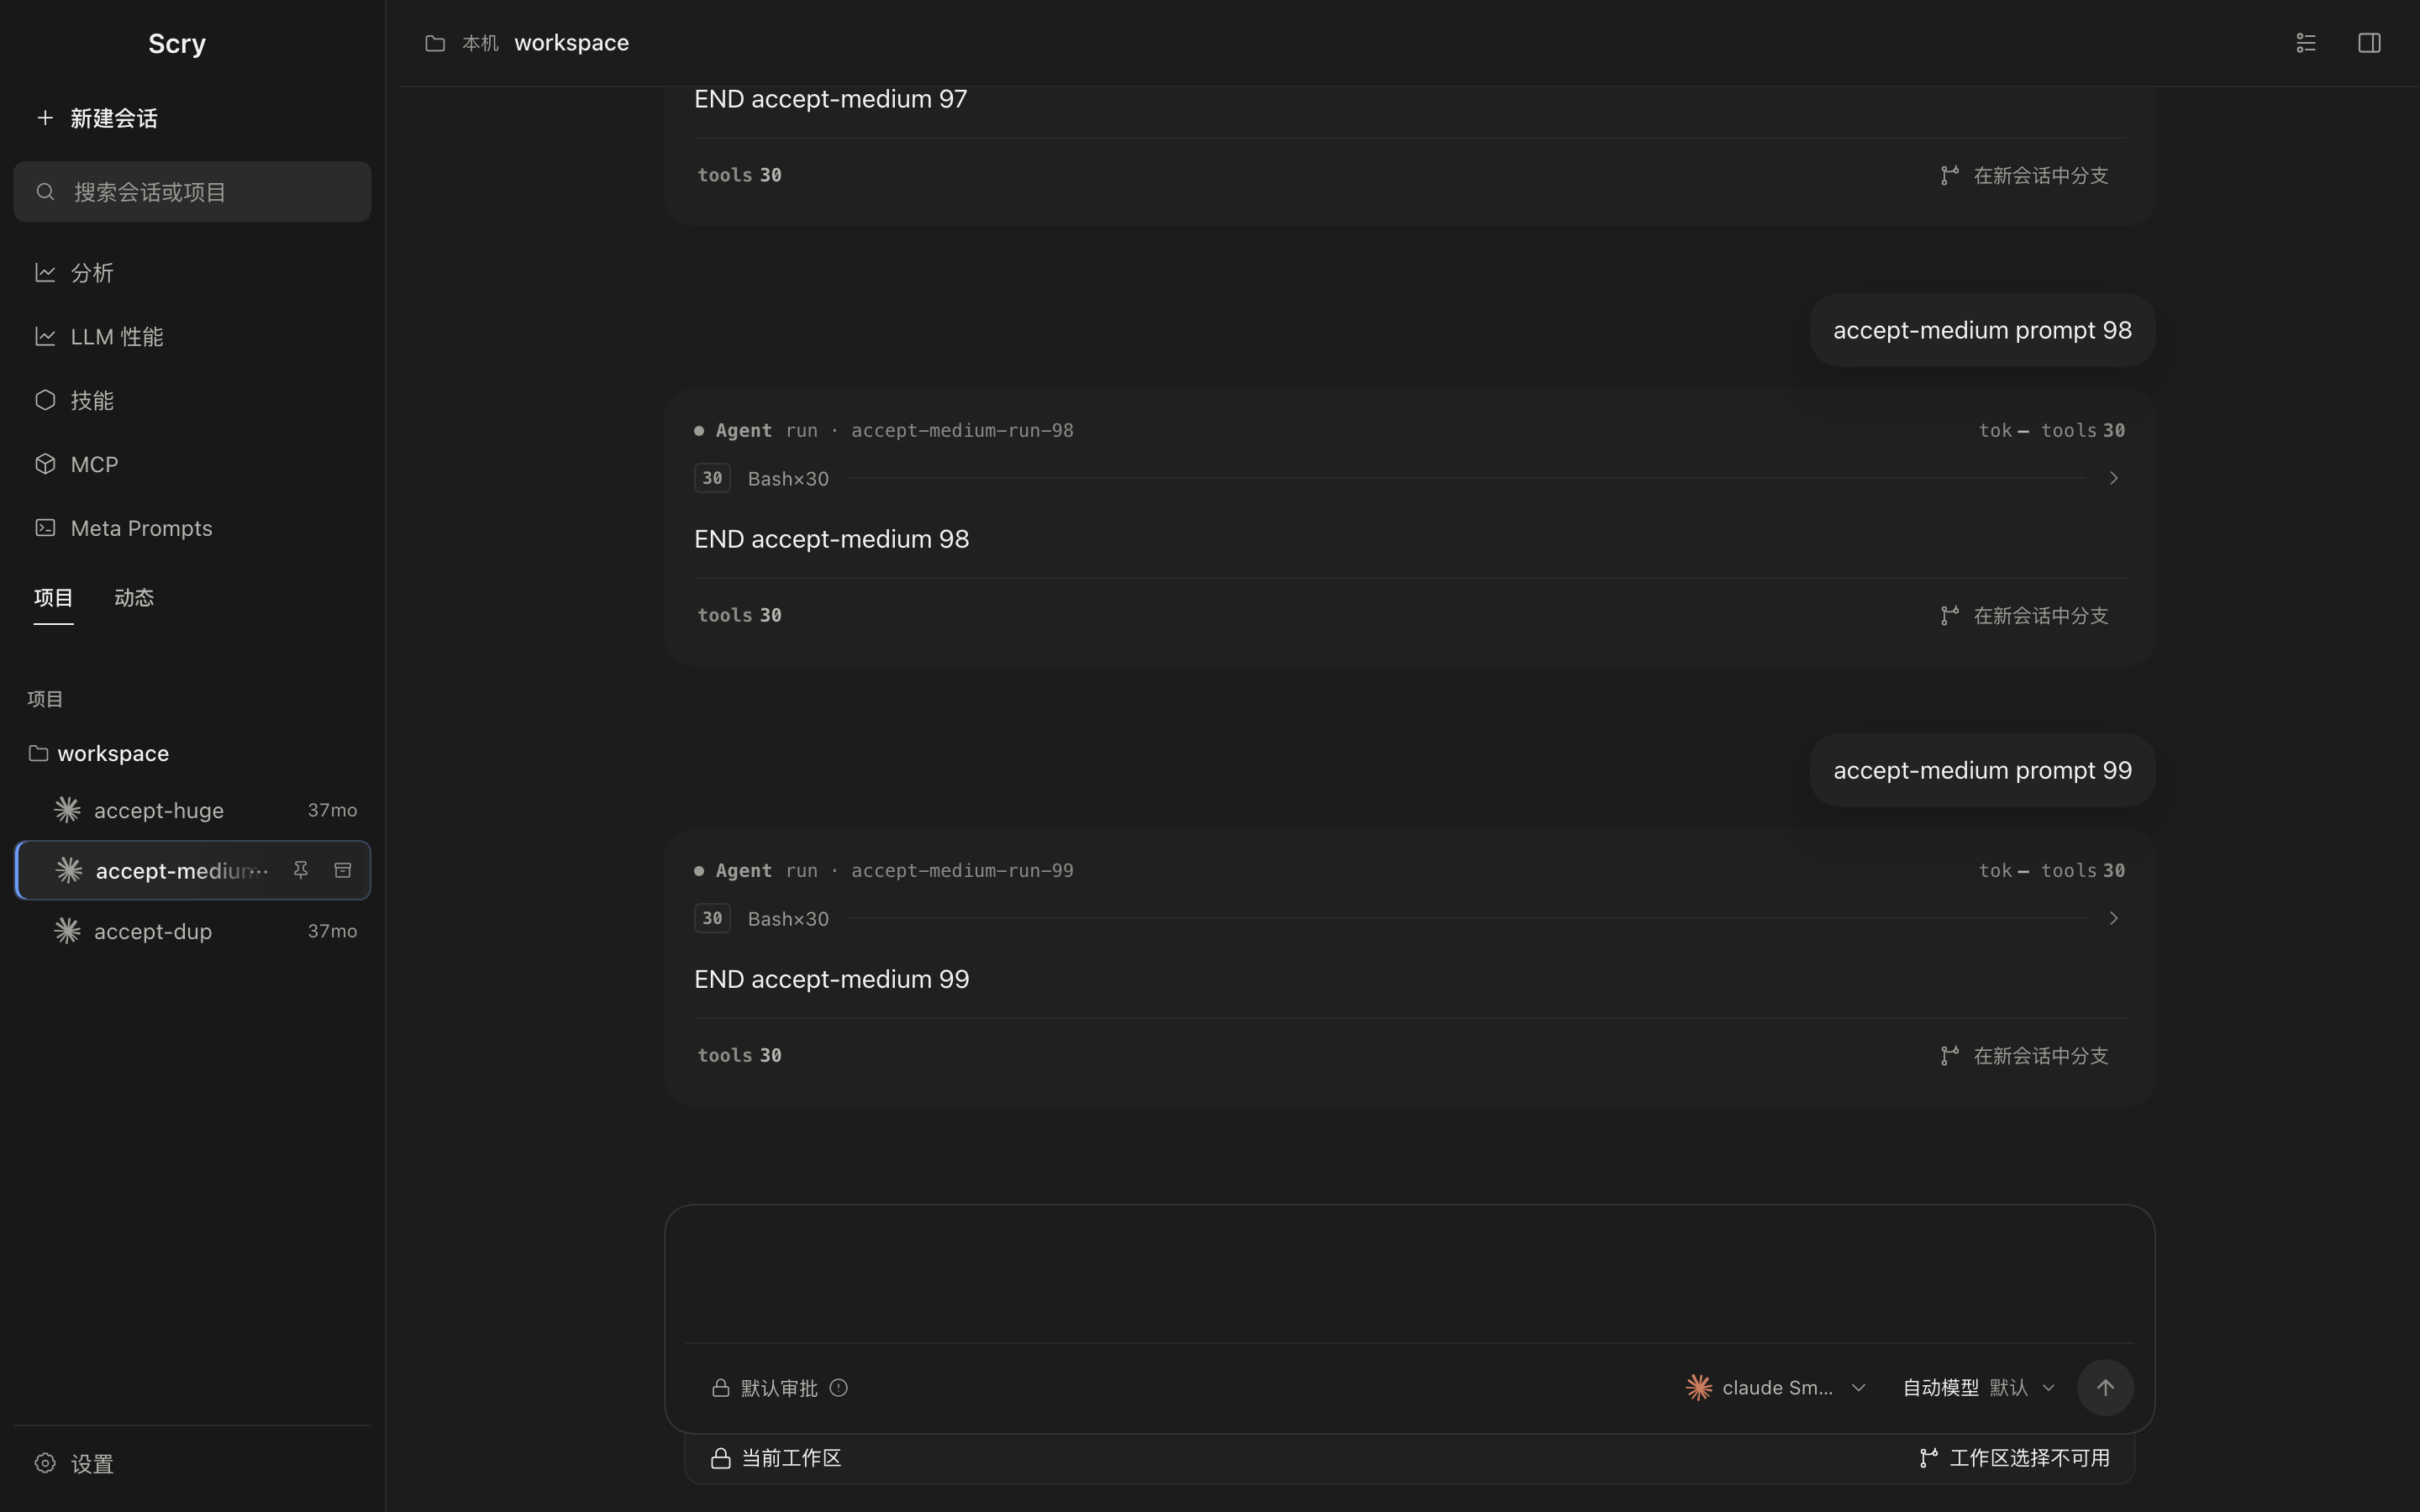 Scry
新建会话
搜索会话或项目
分析
LLM 性能
技能
MCP
Meta Prompts
项目 动态
项目
workspace
accept-huge 37mo
accept-medium···
accept-dup 37mo
设置
本机 workspace
END accept-medium 97
tools 30 在新会话中分支
accept-medium prompt 98
Agent run · accept-medium-run-98 tok — tools 30
30 Bash×30
END accept-medium 98
tools 30 在新会话中分支
accept-medium prompt 99
Agent run · accept-medium-run-99 tok — tools 30
30 Bash×30
END accept-medium 99
tools 30 在新会话中分支
默认审批 claude Sm... 自动模型 默认
当前工作区 工作区选择不可用